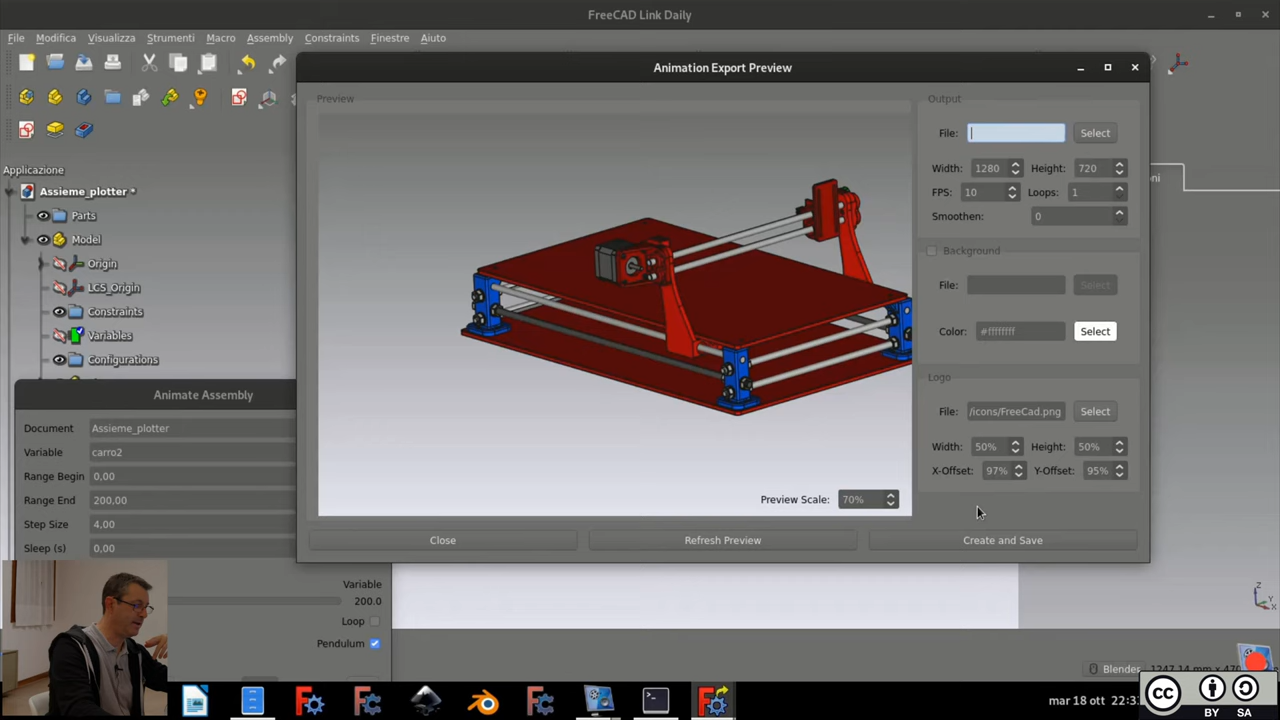 FreeCAD Link Daily
File Modifica Visualizza Strumenti Macro Assembly Constraints Finestre Aiuto
Animation Export Preview
Preview
Output
File: Select
Width: 1280 Height: 720
FPS: 10 Loops: 1
Smoothen: 0
Background
File: Select
Color: #ffffffff Select
Logo
File: /icons/FreeCad.png Select
Width: 50% Height: 50%
X-Offset: 97% Y-Offset: 95%
Preview Scale: 70%
Close Refresh Preview Create and Save
oni
Applicazione
Assieme_plotter *
Parts
Model
Origin
LCS_Origin
Constraints
Variables
Configurations
Animate Assembly
Document Assieme_plotter
Variable carro2
Range Begin 0,00
Range End 200,00
Step Size 4,00
Sleep (s) 0,00
Variable
200.0
Loop
Pendulum
Z
Y
X
Blender
mar 18 ott
CC
BY SA